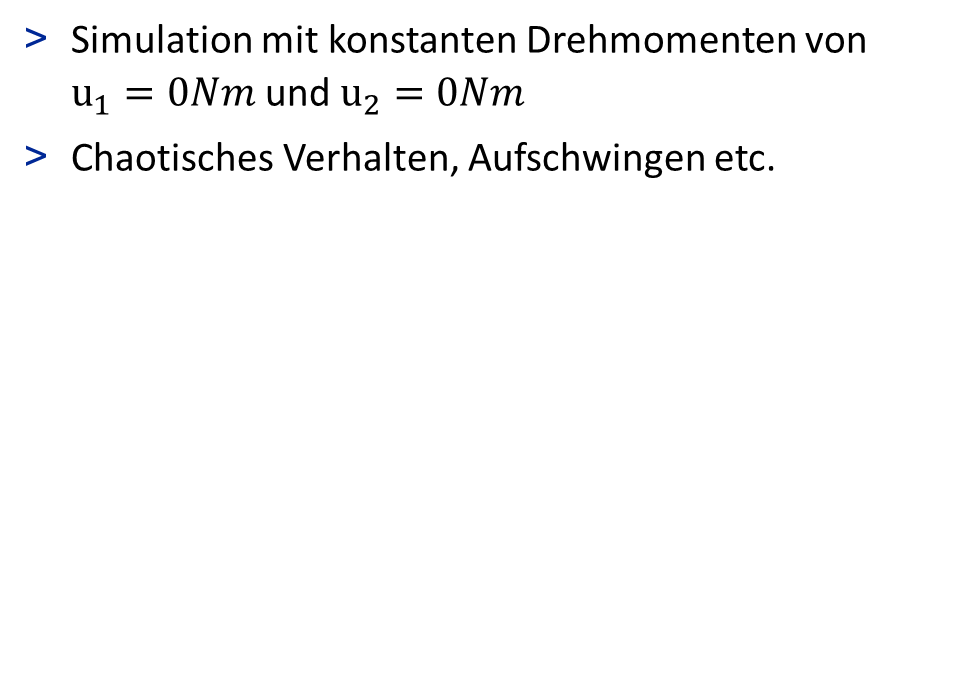 > Simulation mit konstanten Drehmomenten von
u₁ = 0Nm und u₂ = 0Nm
> Chaotisches Verhalten, Aufschwingen etc.